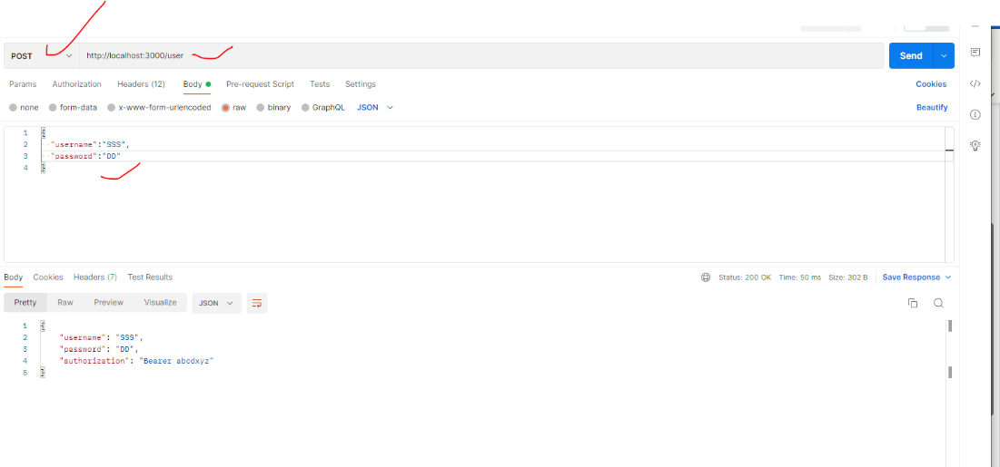 POST http://localhost:3000/user Send
Params Authorization Headers (12) Body Pre-request Script Tests Settings Cookies
none form-data x-www-form-urlencoded raw binary GraphQL JSON Beautify
1 {
2 "username":"SSS",
3 "password":"DD"
4 }
Body Cookies Headers (7) Test Results Status: 200 OK Time: 50 ms Size: 302 B Save Response
Pretty Raw Preview Visualize JSON
1 {
2 "username": "SSS",
3 "password": "DD",
4 "authorization": "Bearer abcdxyz"
5 }